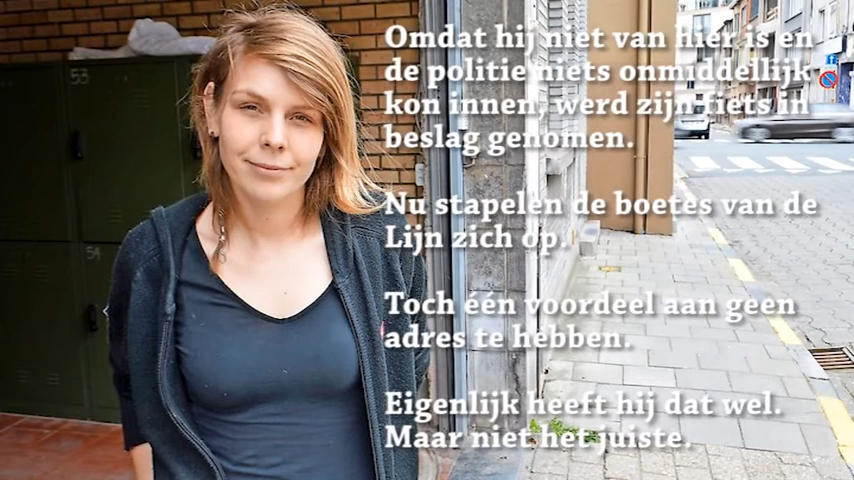 Omdat hij niet van hier is en
de politie niets onmiddellijk
kon innen, werd zijn fiets in
beslag genomen.
Nu stapelen de boetes van de
Lijn zich op.
Toch één voordeel aan geen
adres te hebben.
Eigenlijk heeft hij dat wel.
Maar niet het juiste.
53
54